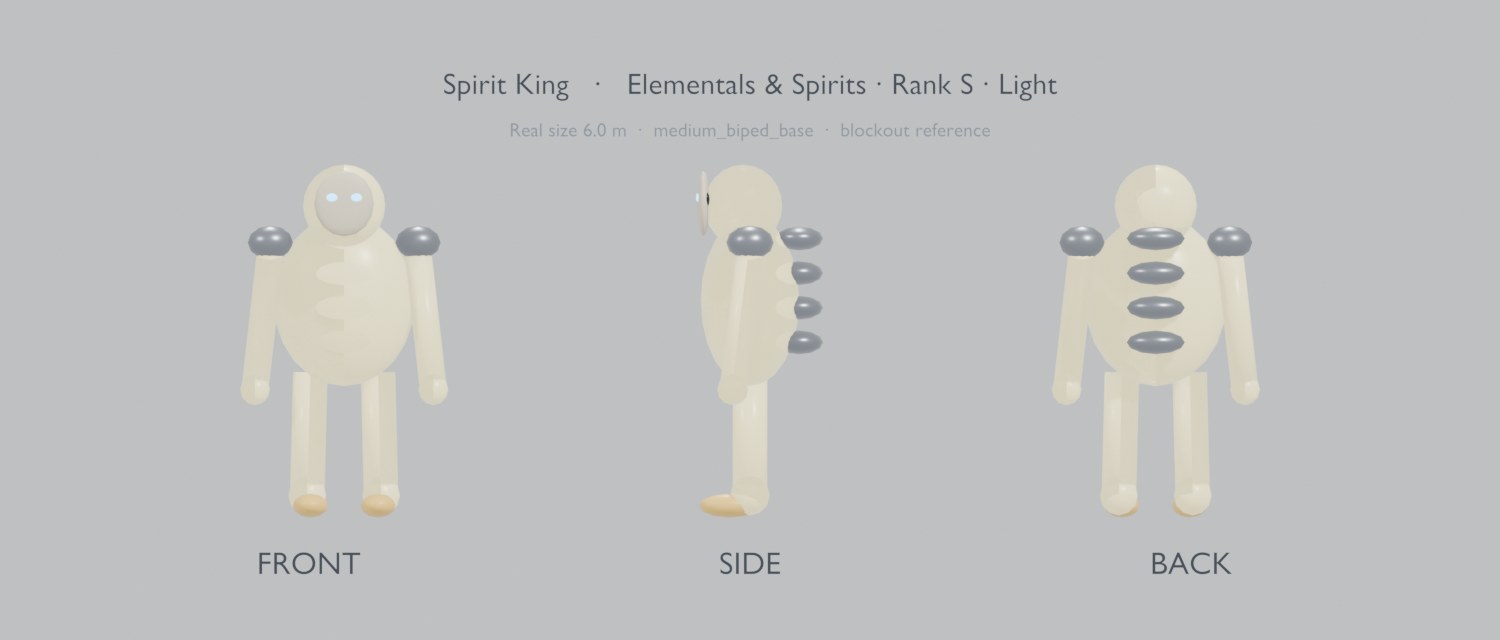 Spirit King · Elementals & Spirits · Rank S · Light
Real size 6.0 m · medium_biped_base · blockout reference
FRONT
SIDE
BACK